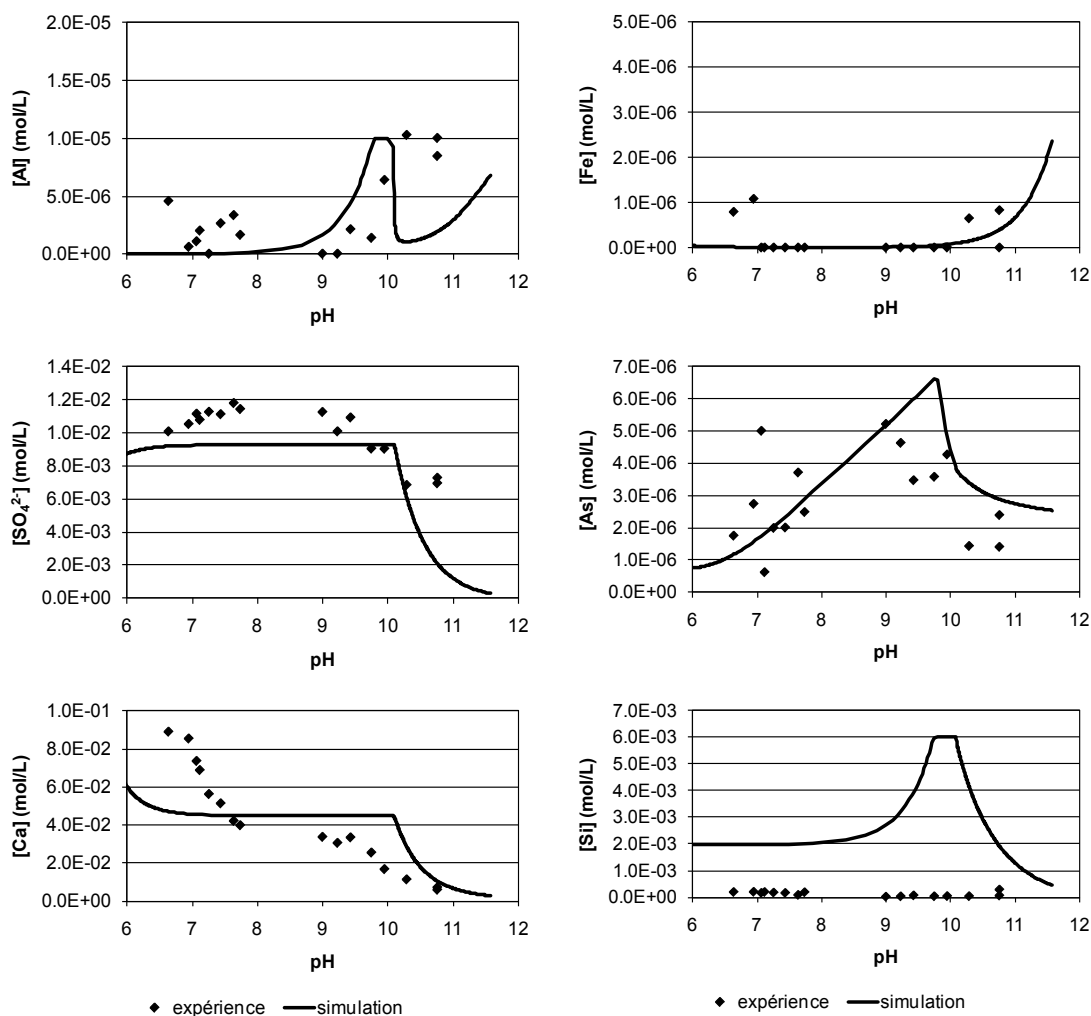 2.0E-05
1.5E-05
1.0E-05
5.0E-06
0.0E+00
[Al] (mol/L)
6 7 8 9 10 11 12
pH
5.0E-06
4.0E-06
3.0E-06
2.0E-06
1.0E-06
0.0E+00
[Fe] (mol/L)
6 7 8 9 10 11 12
pH
1.4E-02
1.2E-02
1.0E-02
8.0E-03
6.0E-03
4.0E-03
2.0E-03
0.0E+00
[SO₄²⁻] (mol/L)
6 7 8 9 10 11 12
pH
7.0E-06
6.0E-06
5.0E-06
4.0E-06
3.0E-06
2.0E-06
1.0E-06
0.0E+00
[As] (mol/L)
6 7 8 9 10 11 12
pH
1.0E-01
8.0E-02
6.0E-02
4.0E-02
2.0E-02
0.0E+00
[Ca] (mol/L)
6 7 8 9 10 11 12
pH
7.0E-03
6.0E-03
5.0E-03
4.0E-03
3.0E-03
2.0E-03
1.0E-03
0.0E+00
[Si] (mol/L)
6 7 8 9 10 11 12
pH
expérience simulation
expérience simulation